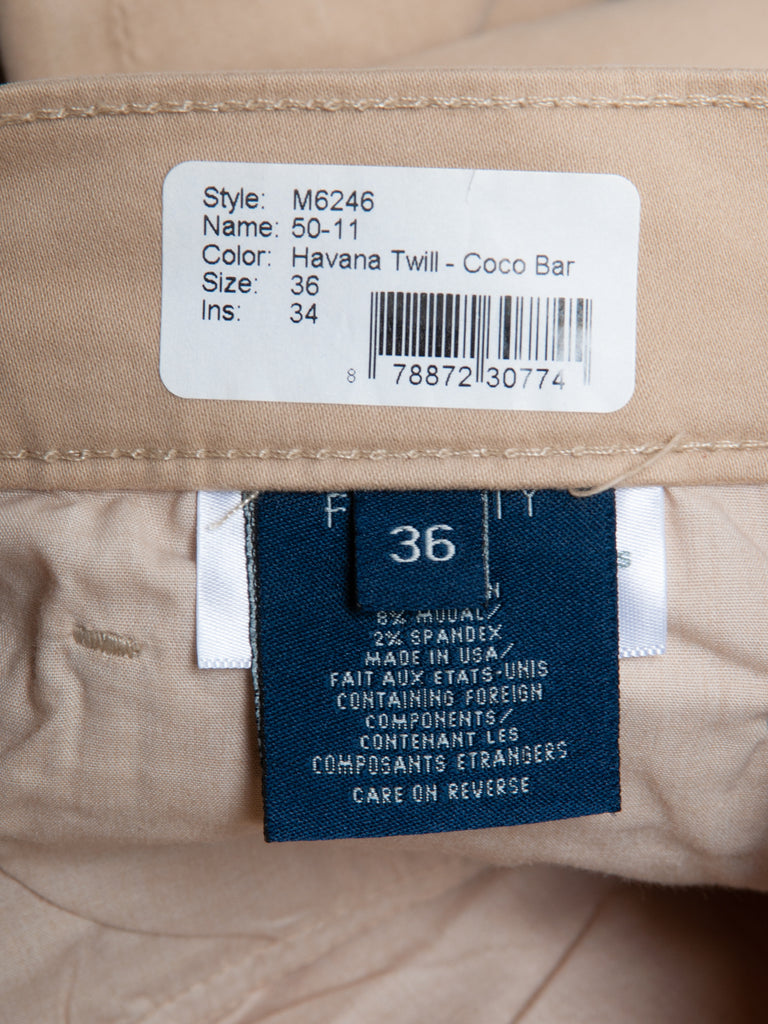 Style: M6246
Name: 50-11
Color: Havana Twill - Coco Bar
Size: 36
Ins: 34
8 78872 30774
36
8% MODAL/
2% SPANDEX
MADE IN USA/
FAIT AUX ETATS-UNIS
CONTAINING FOREIGN
COMPONENTS/
CONTENANT LES
COMPOSANTS ETRANGERS
CARE ON REVERSE